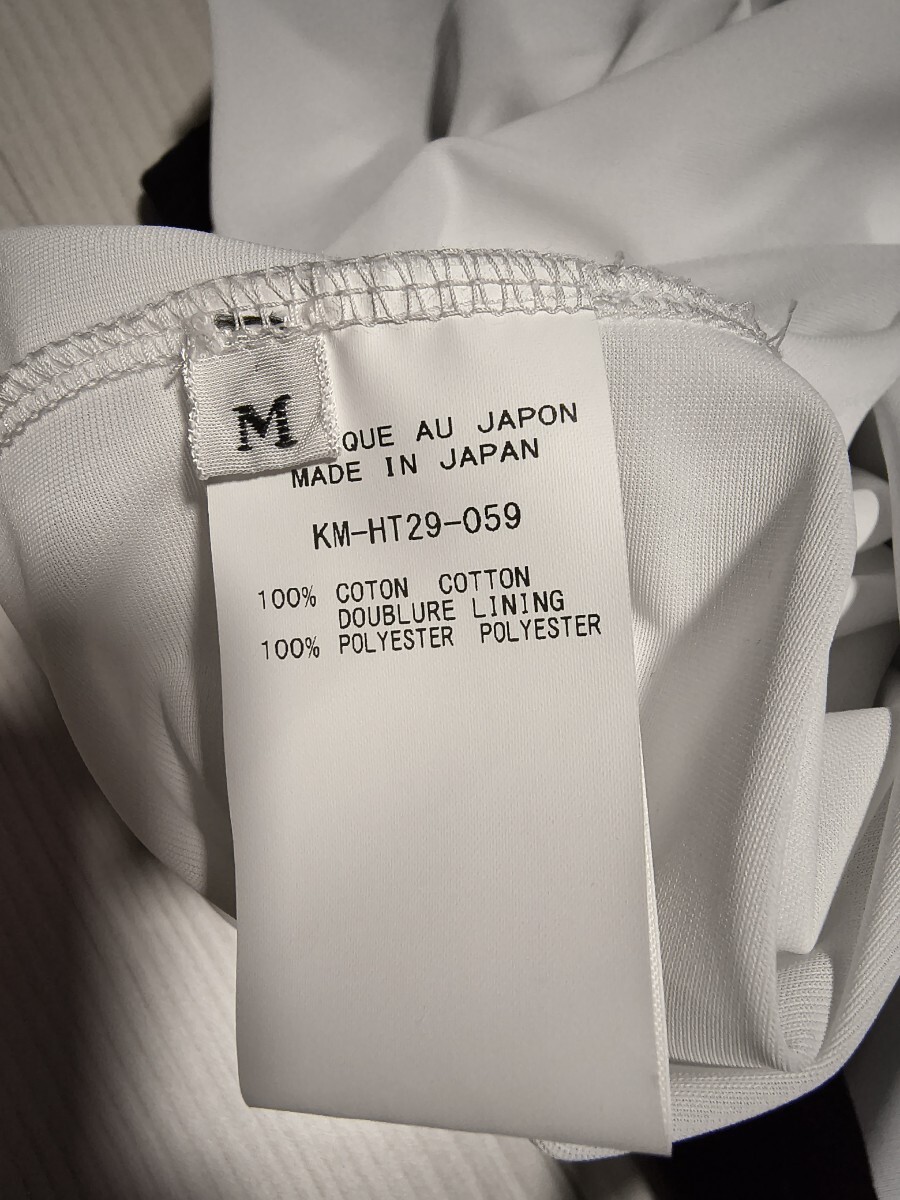 M
QUE AU JAPON
MADE IN JAPAN
KM-HT29-059
100% COTON COTTON
DOUBLURE LINING
100% POLYESTER POLYESTER